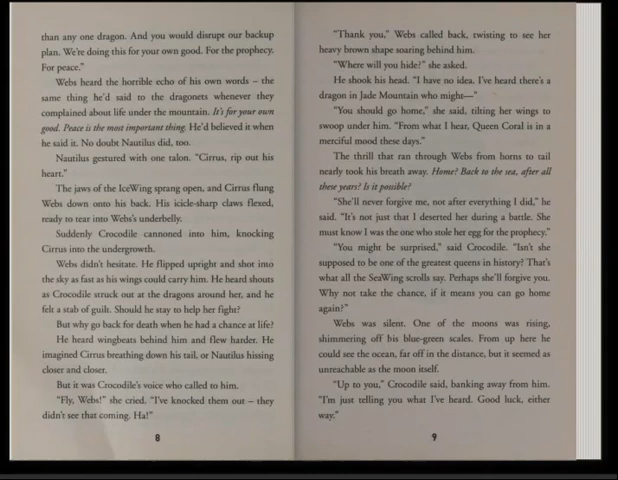 than any one dragon. And you would disrupt our backup
plan. We're doing this for your own good. For the prophecy.
For peace."
Webs heard the horrible echo of his own words – the
same thing he'd said to the dragonets whenever they
complained about life under the mountain. It's for your own
good. Peace is the most important thing. He'd believed it when
he said it. No doubt Nautilus did, too.
Nautilus gestured with one talon. "Cirrus, rip out his
heart."
The jaws of the IceWing sprang open, and Cirrus flung
Webs down onto his back. His icicle-sharp claws flexed,
ready to tear into Webs's underbelly.
Suddenly Crocodile cannoned into him, knocking
Cirrus into the undergrowth.
Webs didn't hesitate. He flipped upright and shot into
the sky as fast as his wings could carry him. He heard shouts
as Crocodile struck out at the dragons around her, and he
felt a stab of guilt. Should he stay to help her fight?
But why go back for death when he had a chance at life?
He heard wingbeats behind him and flew harder. He
imagined Cirrus breathing down his tail, or Nautilus hissing
closer and closer.
But it was Crocodile's voice who called to him.
"Fly, Webs!" she cried. "I've knocked them out – they
didn't see that coming. Ha!"
8
"Thank you," Webs called back, twisting to see her
heavy brown shape soaring behind him.
"Where will you hide?" she asked.
He shook his head. "I have no idea. I've heard there's a
dragon in Jade Mountain who might—"
"You should go home," she said, tilting her wings to
swoop under him. "From what I hear, Queen Coral is in a
merciful mood these days."
The thrill that ran through Webs from horns to tail
nearly took his breath away. Home? Back to the sea, after all
these years? Is it possible?
"She'll never forgive me, not after everything I did," he
said. "It's not just that I deserted her during a battle. She
must know I was the one who stole her egg for the prophecy."
"You might be surprised," said Crocodile. "Isn't she
supposed to be one of the greatest queens in history? That's
what all the SeaWing scrolls say. Perhaps she'll forgive you.
Why not take the chance, if it means you can go home
again?"
Webs was silent. One of the moons was rising,
shimmering off his blue-green scales. From up here he
could see the ocean, far off in the distance, but it seemed as
unreachable as the moon itself.
"Up to you," Crocodile said, banking away from him.
"I'm just telling you what I've heard. Good luck, either
way."
9